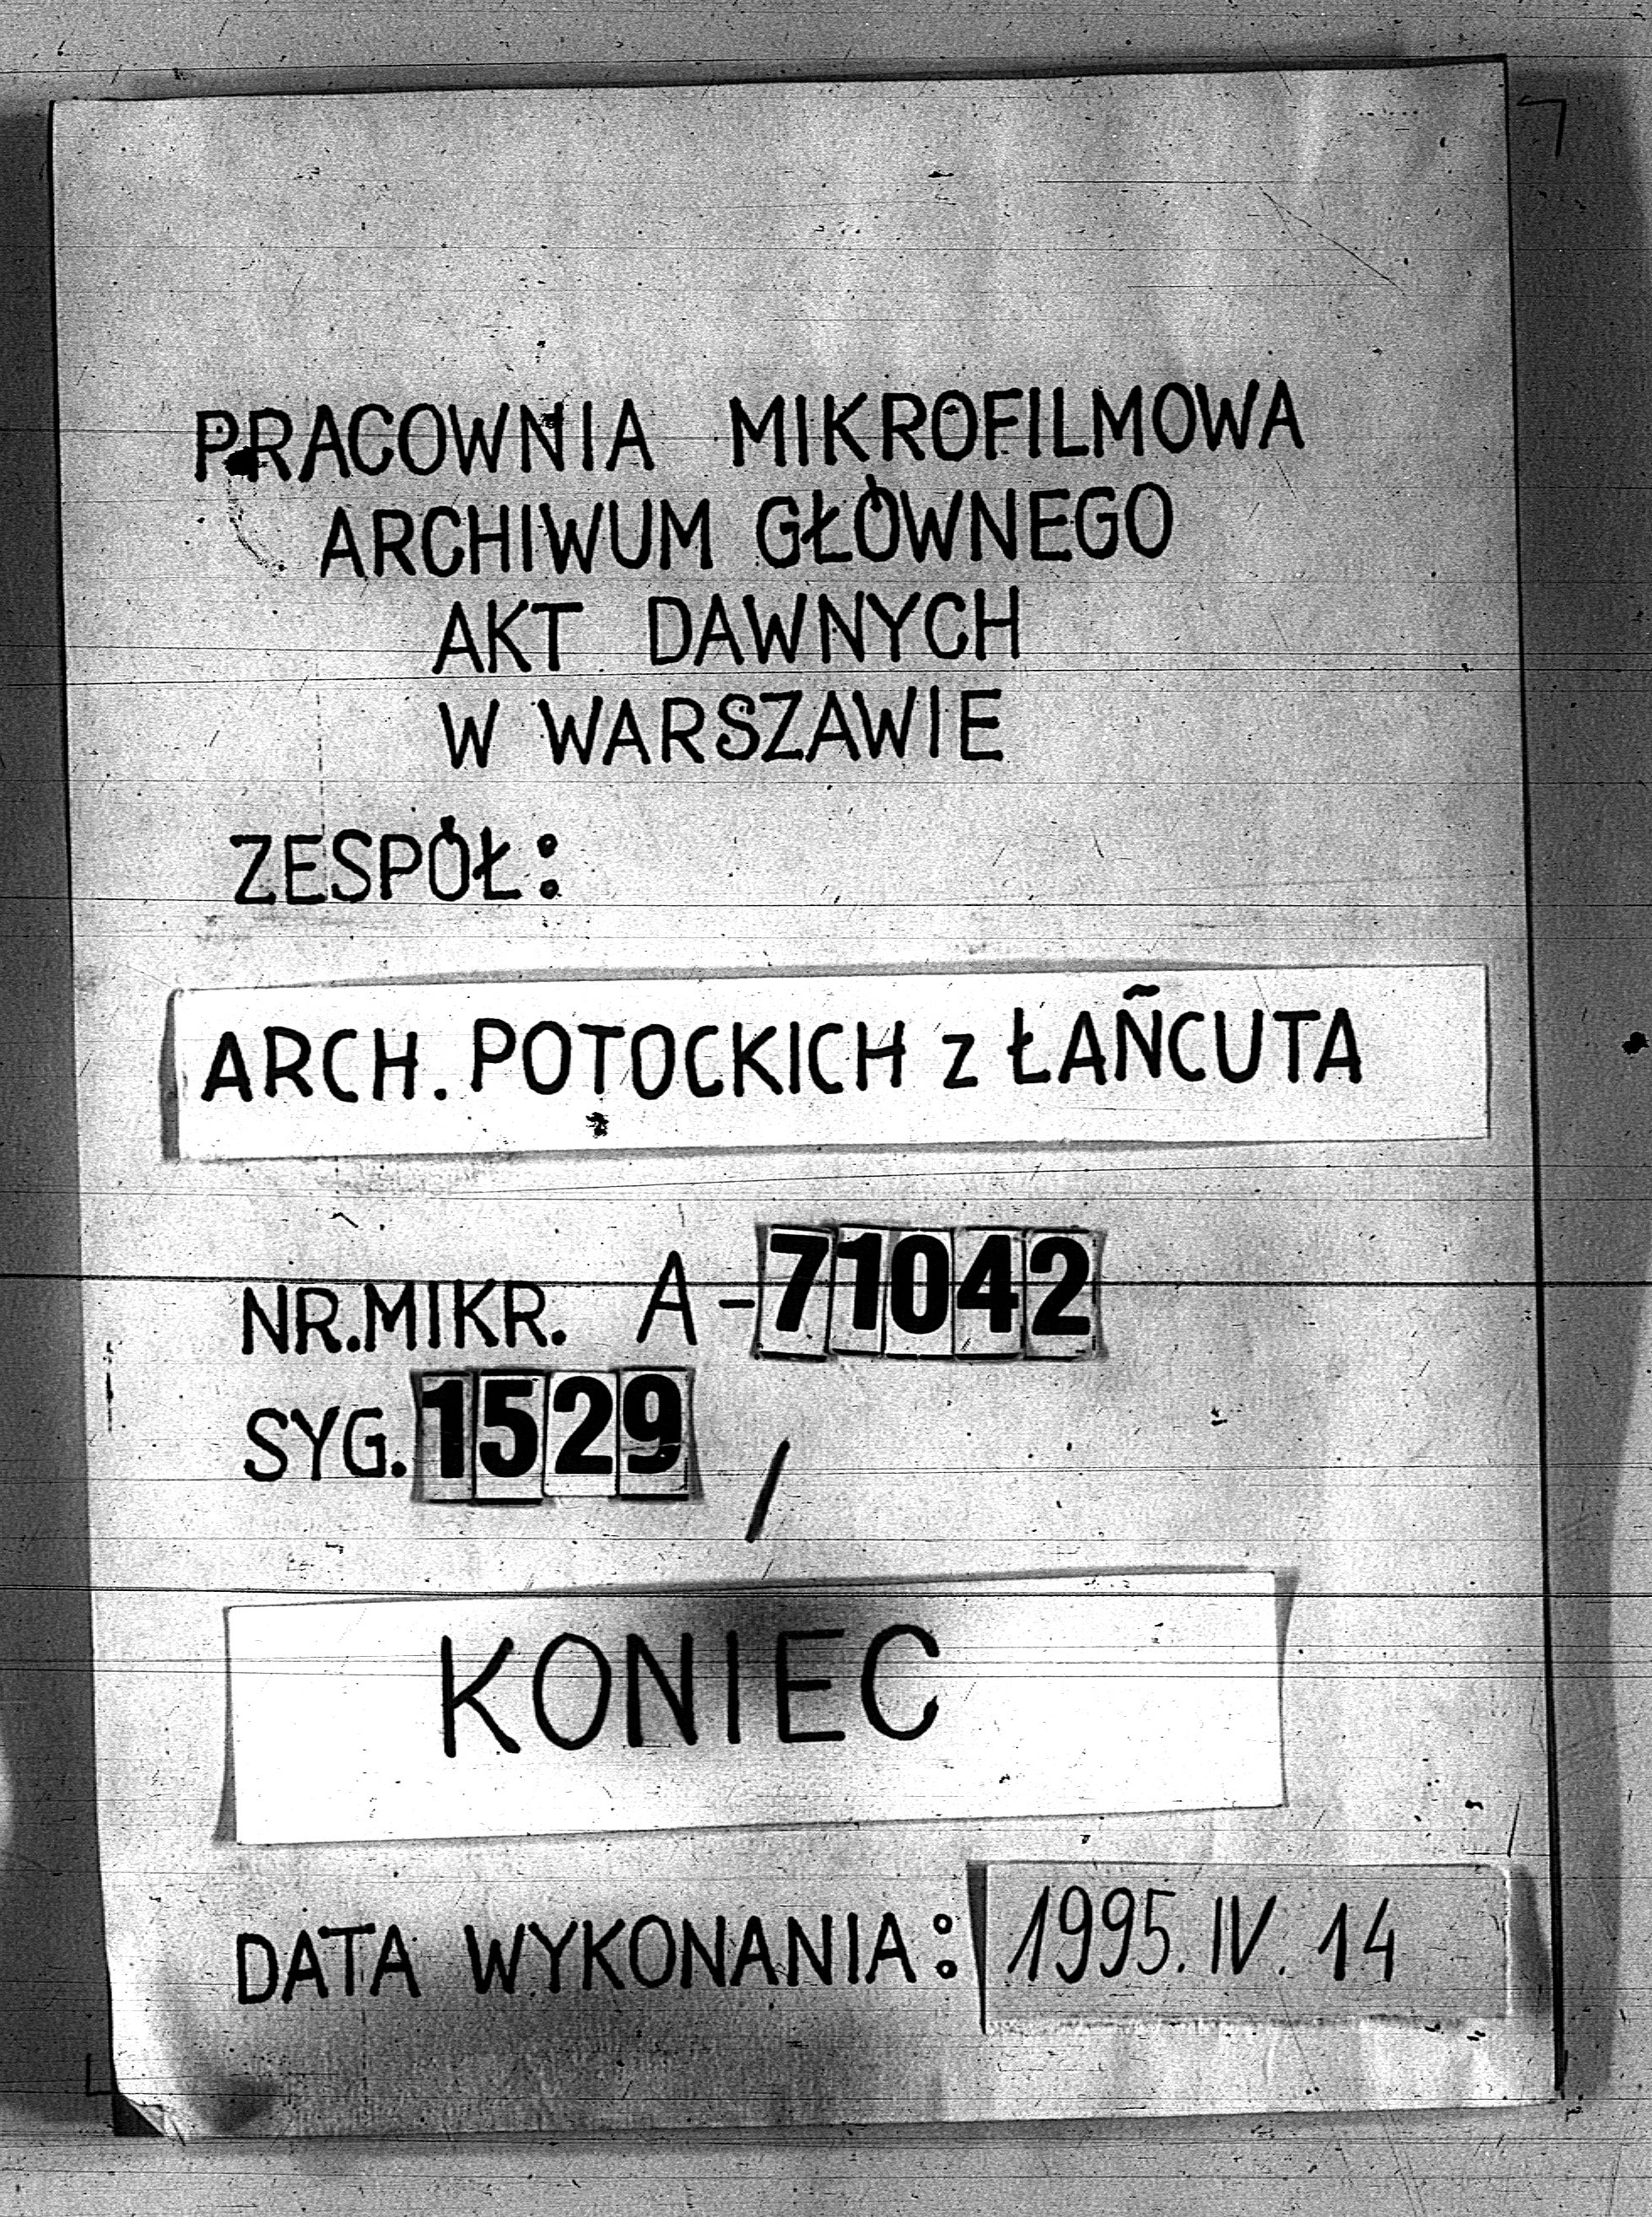 PRACOWNIA MIKROFILMOWA
ARCHIWUM GŁÓWNEGO
AKT DAWNYCH
W WARSZAWIE
ZESPÓŁ:
ARCH. POTOCKICH z ŁAŃCUTA
NR.MIKR. A-71042
SYG. 1529 /
KONIEC
DATA WYKONANIA: 1995.IV.14